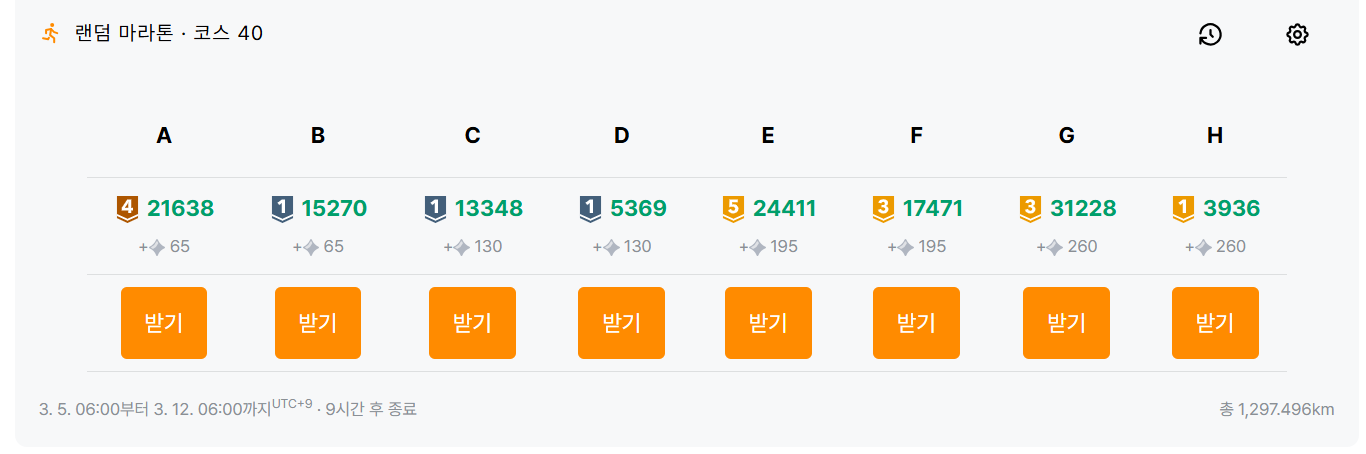 랜덤 마라톤 · 코스 40
A B C D E F G H
4 21638 1 15270 1 13348 1 5369 5 24411 3 17471 3 31228 1 3936
+65 +65 +130 +130 +195 +195 +260 +260
받기 받기 받기 받기 받기 받기 받기 받기
3. 5. 06:00부터 3. 12. 06:00까지UTC+9 · 9시간 후 종료 총 1,297.496km